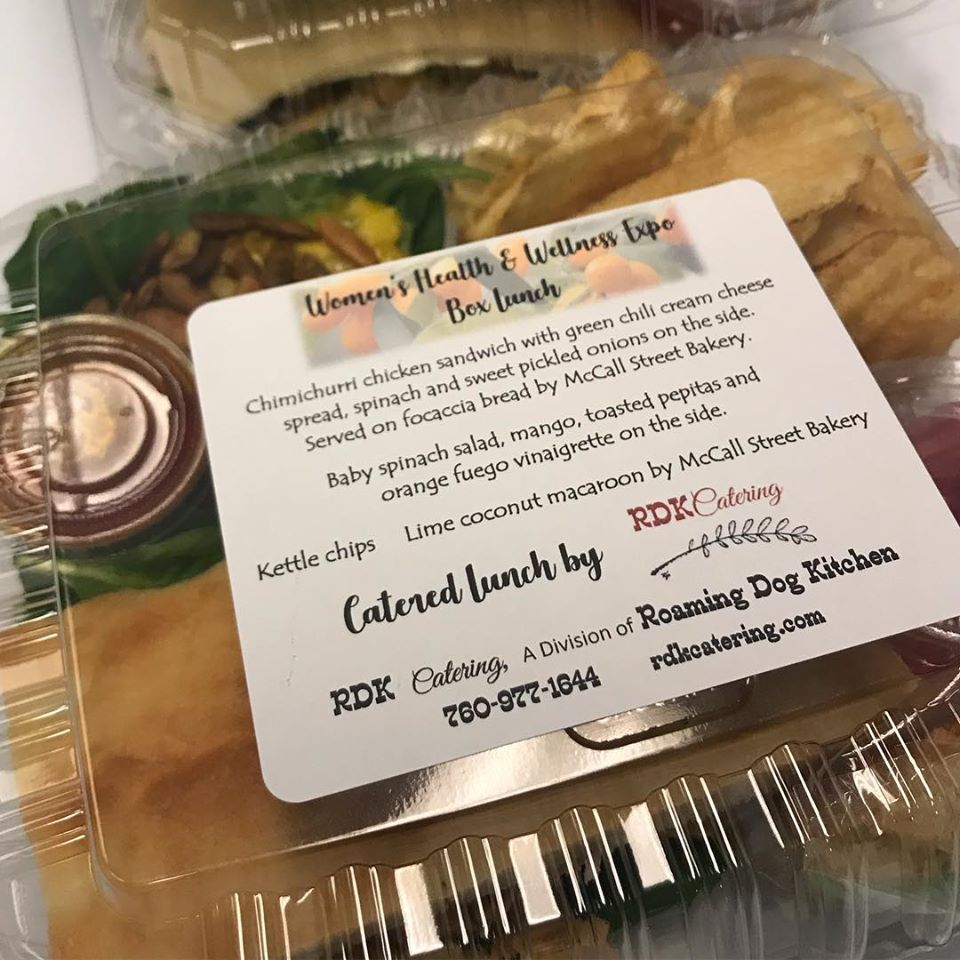 Women's Health & Wellness Expo
Box Lunch
Chimichurri chicken sandwich with green chili cream cheese
spread, spinach and sweet pickled onions on the side.
Served on focaccia bread by McCall Street Bakery.
Baby spinach salad, mango, toasted pepitas and
orange fuego vinaigrette on the side.
Kettle chips Lime coconut macaroon by McCall Street Bakery
Catered lunch by RDK Catering
RDK Catering, A Division of Roaming Dog Kitchen
760-977-1644 rdkcatering.com